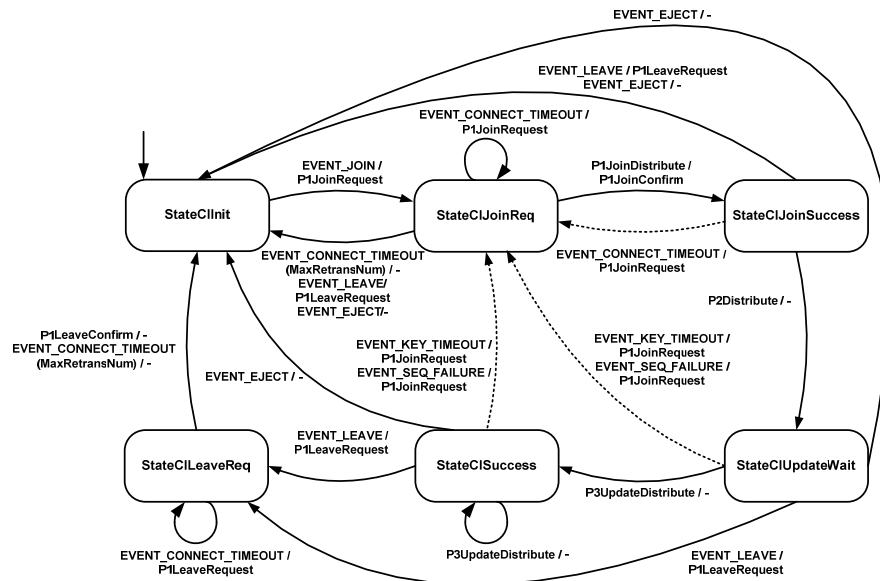 EVENT_EJECT / -
EVENT_LEAVE / P1LeaveRequest
EVENT_EJECT / -
EVENT_CONNECT_TIMEOUT /
P1JoinRequest
EVENT_JOIN /
P1JoinRequest
P1JoinDistribute /
P1JoinConfirm
StateClInit
StateClJoinReq
StateClJoinSuccess
EVENT_CONNECT_TIMEOUT
(MaxRetransNum) / -
EVENT_LEAVE/
P1LeaveRequest
EVENT_EJECT/-
EVENT_CONNECT_TIMEOUT /
P1JoinRequest
P2Distribute / -
P1LeaveConfirm / -
EVENT_CONNECT_TIMEOUT
(MaxRetransNum) / -
EVENT_KEY_TIMEOUT /
P1JoinRequest
EVENT_SEQ_FAILURE /
P1JoinRequest
EVENT_KEY_TIMEOUT /
P1JoinRequest
EVENT_SEQ_FAILURE /
P1JoinRequest
EVENT_EJECT / -
EVENT_LEAVE /
P1LeaveRequest
StateClLeaveReq
StateClSuccess
StateClUpdateWait
P3UpdateDistribute / -
EVENT_CONNECT_TIMEOUT /
P1LeaveRequest
P3UpdateDistribute / -
EVENT_LEAVE /
P1LeaveRequest